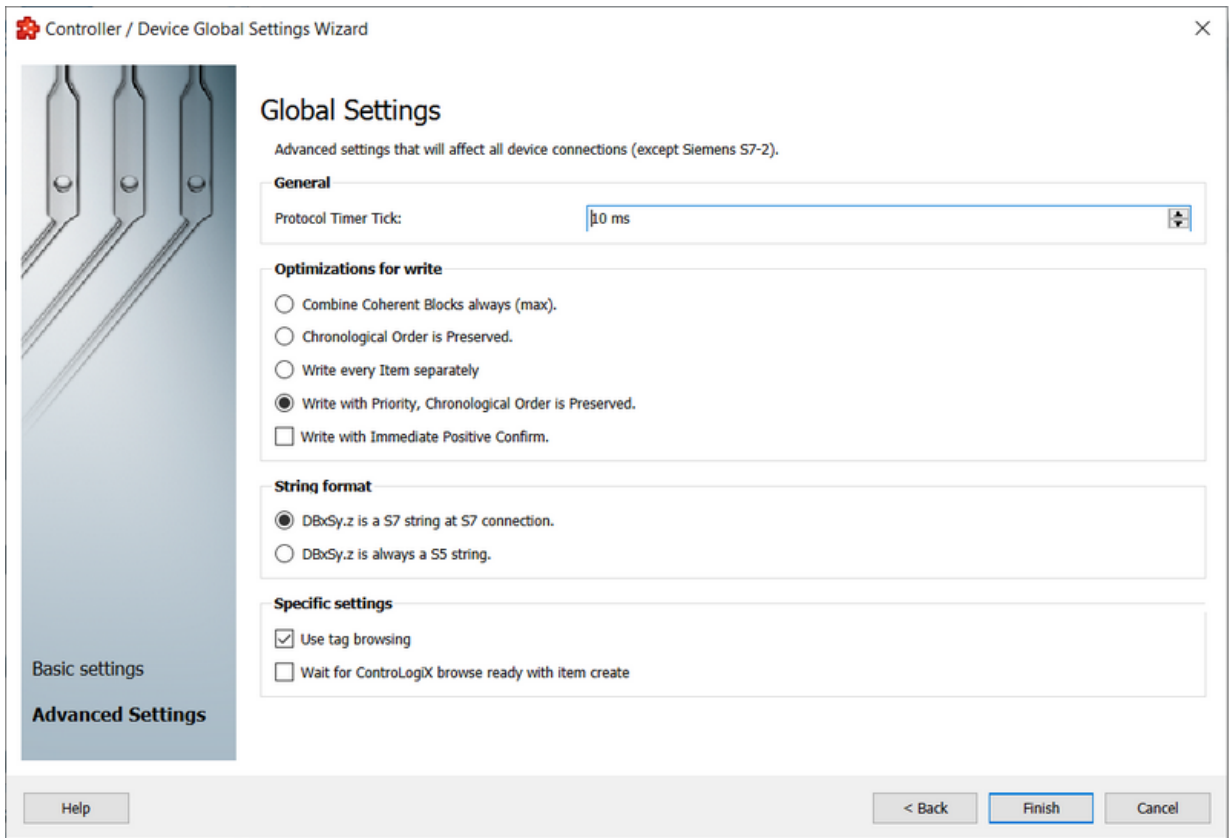 Controller / Device Global Settings Wizard
Global Settings
Advanced settings that will affect all device connections (except Siemens S7-2).
General
Protocol Timer Tick:
10 ms
Optimizations for write
Combine Coherent Blocks always (max).
Chronological Order is Preserved.
Write every Item separately
Write with Priority, Chronological Order is Preserved.
Write with Immediate Positive Confirm.
String format
DBxSy.z is a S7 string at S7 connection.
DBxSy.z is always a S5 string.
Specific settings
Use tag browsing
Wait for ControLogiX browse ready with item create
Basic settings
Advanced Settings
Help
< Back
Finish
Cancel